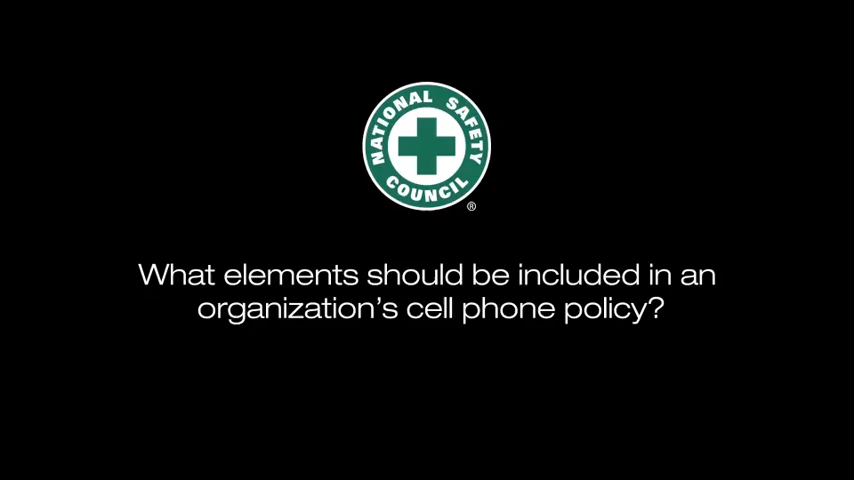 NATIONAL SAFETY
COUNCIL
®
What elements should be included in an
organization's cell phone policy?